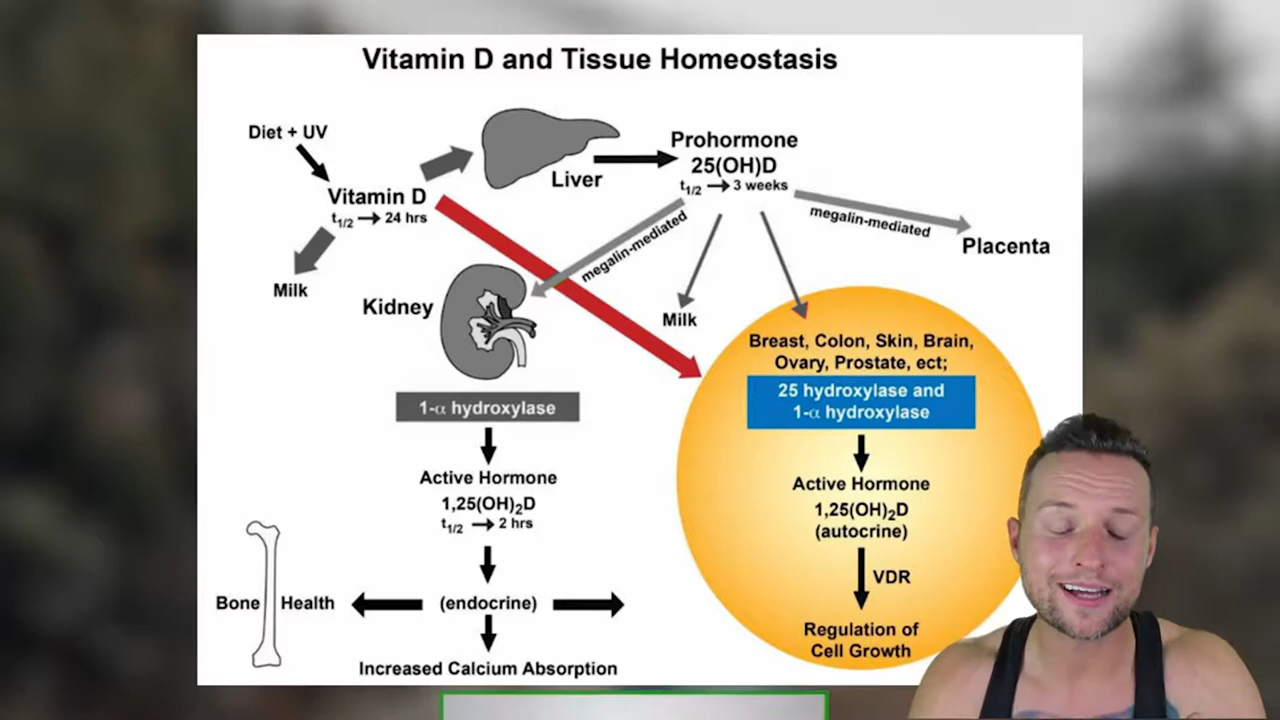 Vitamin D and Tissue Homeostasis
Diet + UV
Vitamin D
t1/2 → 24 hrs
Milk
Liver
Prohormone
25(OH)D
t1/2 → 3 weeks
megalin-mediated
megalin-mediated
Placenta
Kidney
Milk
1-α hydroxylase
Active Hormone
1,25(OH)2D
t1/2 → 2 hrs
(endocrine)
Bone Health
Increased Calcium Absorption
Breast, Colon, Skin, Brain,
Ovary, Prostate, ect;
25 hydroxylase and
1-α hydroxylase
Active Hormone
1,25(OH)2D
(autocrine)
VDR
Regulation of
Cell Growth